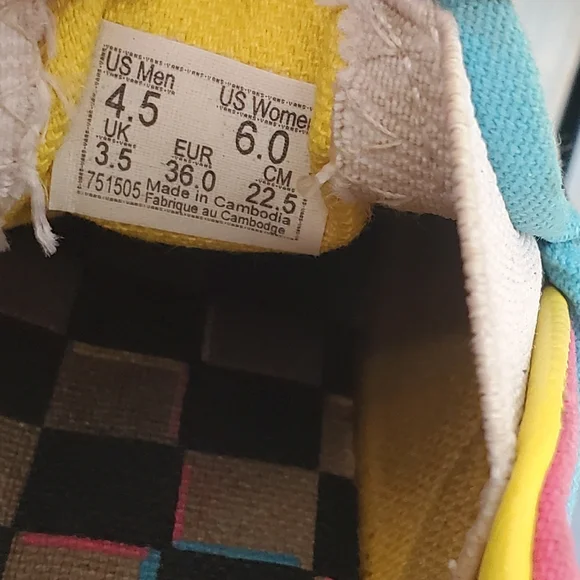 US Men US Women
4.5 6.0
UK EUR CM
3.5 36.0 22.5
751505 Made in Cambodia
Fabrique au Cambodge